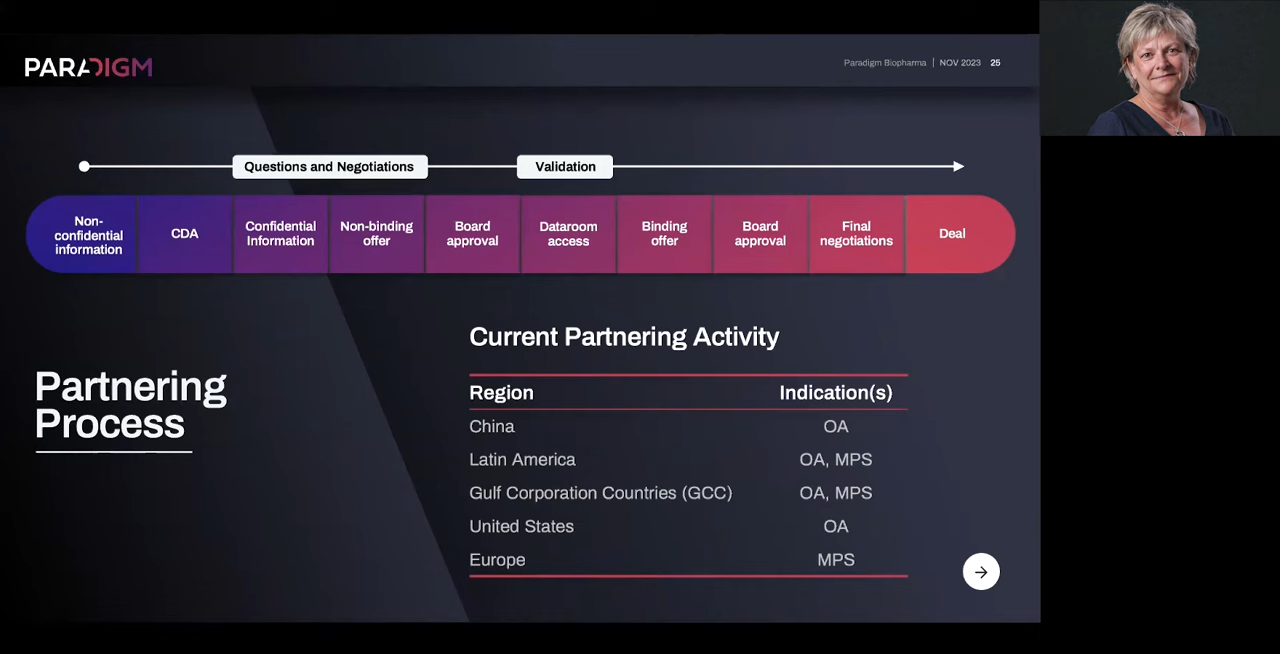 PARADIGM
Paradigm Biopharma | NOV 2023 25
Questions and Negotiations
Validation
Non-
confidential
information
CDA
Confidential
Information
Non-binding
offer
Board
approval
Dataroom
access
Binding
offer
Board
approval
Final
negotiations
Deal
Partnering
Process
Current Partnering Activity
Region Indication(s)
China OA
Latin America OA, MPS
Gulf Corporation Countries (GCC) OA, MPS
United States OA
Europe MPS